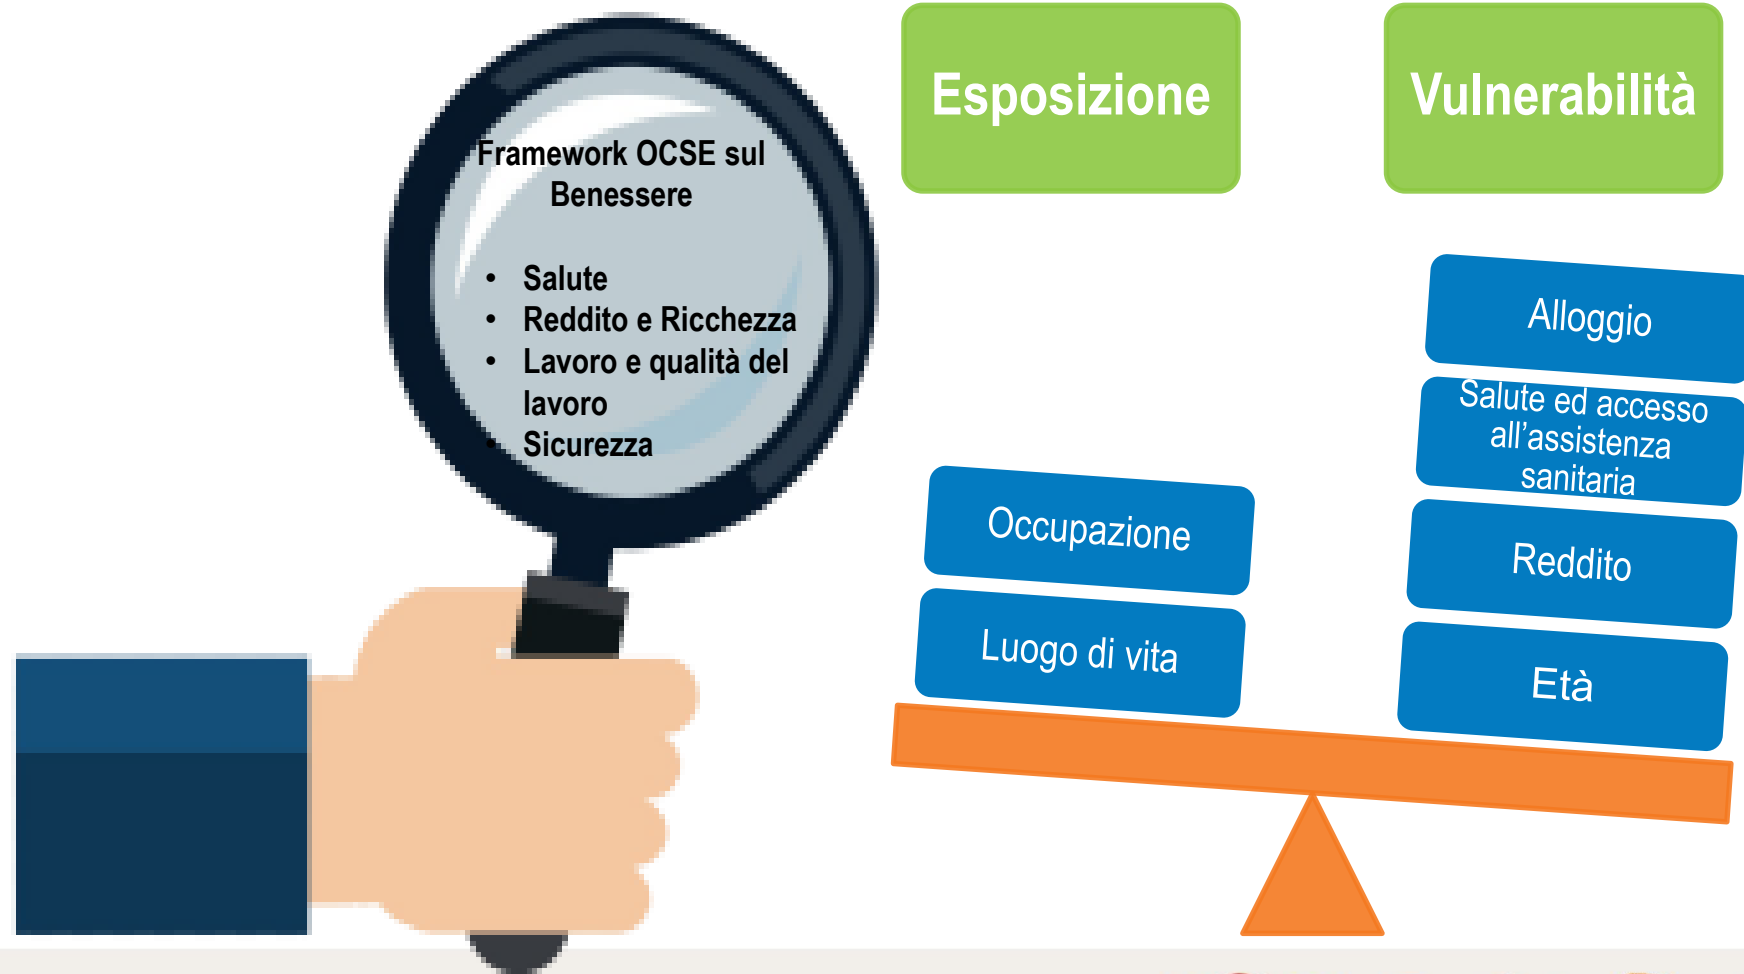 Framework OCSE sul
Benessere
• Salute
• Reddito e Ricchezza
• Lavoro e qualità del
lavoro
• Sicurezza
Esposizione
Vulnerabilità
Occupazione
Luogo di vita
Alloggio
Salute ed accesso
all’assistenza
sanitaria
Reddito
Età